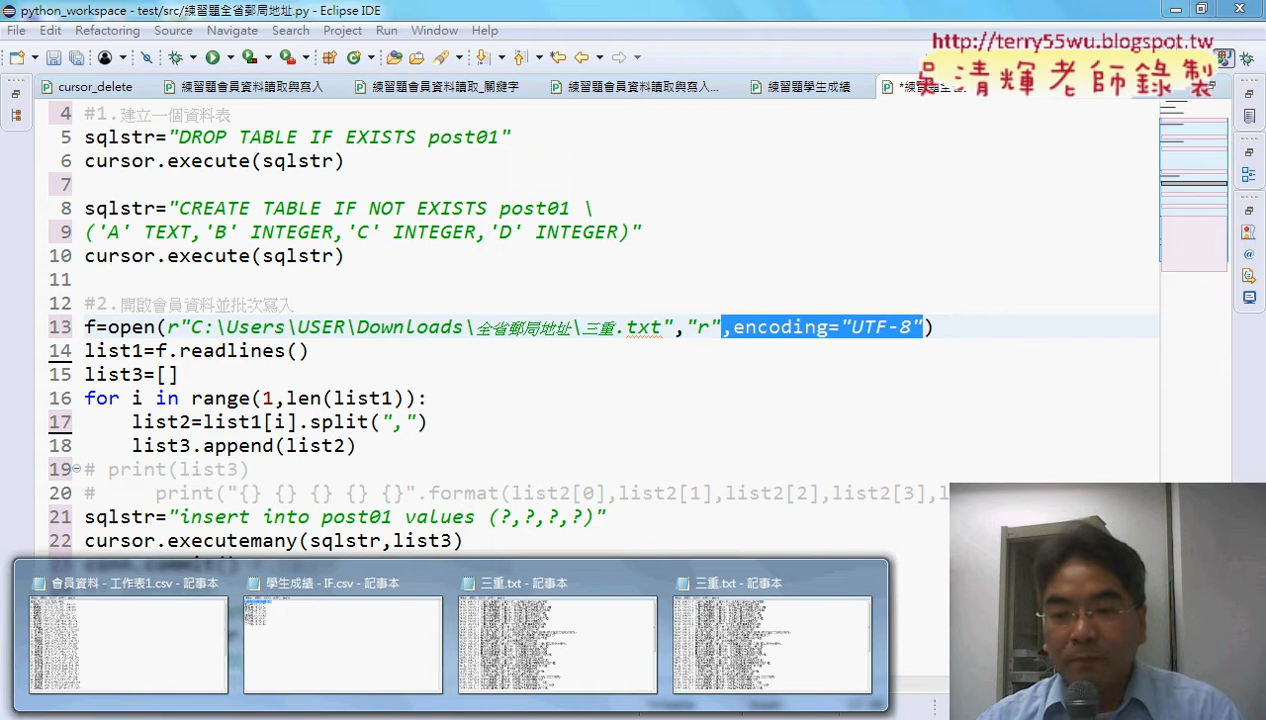 python_workspace - test/src/練習題全省郵局地址.py - Eclipse IDE
File Edit Refactoring Source Navigate Search Project Run Window Help
http://terry55wu.blogspot.tw
吳清輝老師錄製
cursor_delete 練習題會員資料讀取與寫入 練習題會員資料讀取_關鍵字 練習題會員資料讀取與寫入... 練習題學生成績
4 #1.建立一個資料表
5 sqlstr="DROP TABLE IF EXISTS post01"
6 cursor.execute(sqlstr)
7
8 sqlstr="CREATE TABLE IF NOT EXISTS post01 \
9 ('A' TEXT,'B' INTEGER,'C' INTEGER,'D' INTEGER)"
10 cursor.execute(sqlstr)
11
12 #2.開啟會員資料並批次寫入
13 f=open(r"C:\Users\USER\Downloads\全省郵局地址\三重.txt","r",encoding="UTF-8")
14 list1=f.readlines()
15 list3=[]
16 for i in range(1,len(list1)):
17 list2=list1[i].split(",")
18 list3.append(list2)
19 # print(list3)
20 # print("{} {} {} {} {}".format(list2[0],list2[1],list2[2],list2[3],
21 sqlstr="insert into post01 values (?,?,?,?)"
22 cursor.executemany(sqlstr,list3)
會員資料 - 工作表1.csv - 記事本 學生成績 - IF.csv - 記事本 三重.txt - 記事本 三重.txt - 記事本